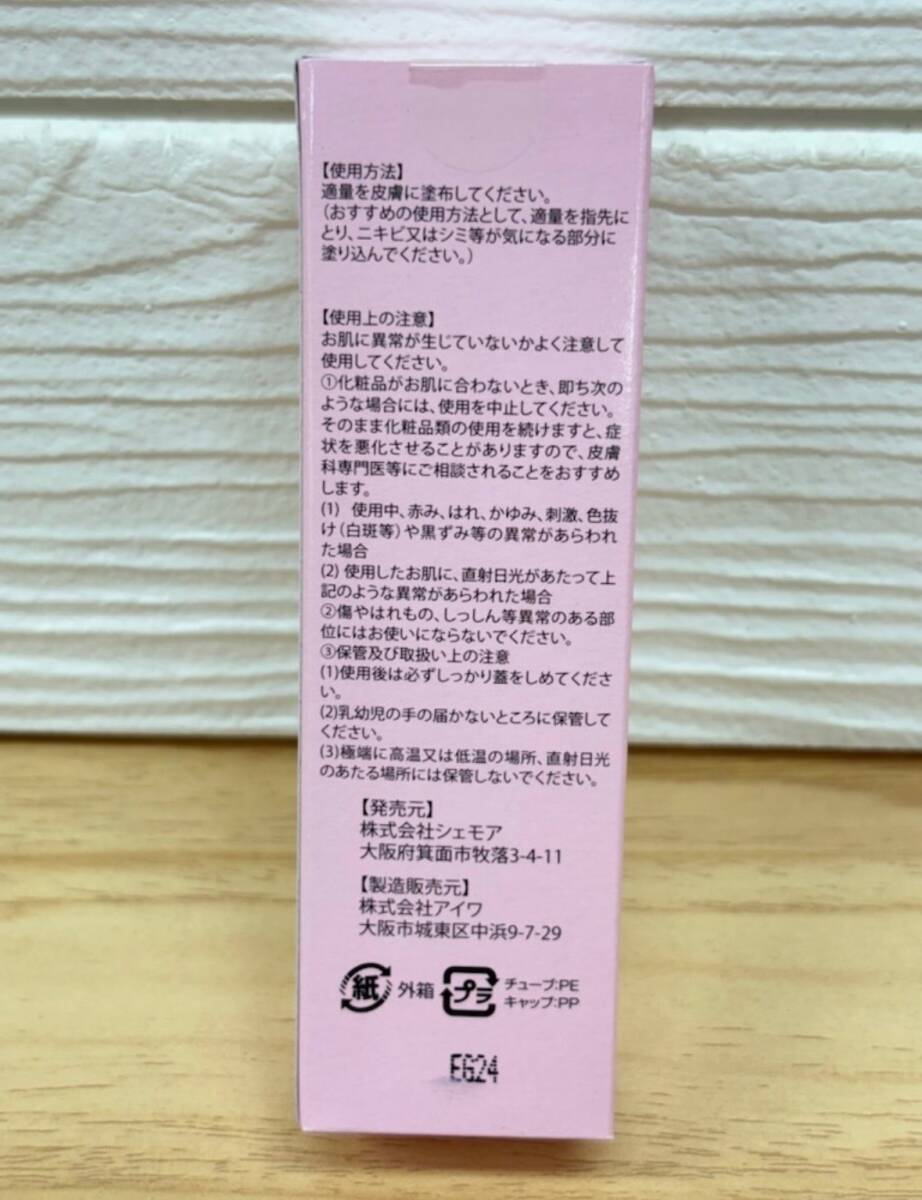 【使用方法】
適量を皮膚に塗布してください。
（おすすめの使用方法として、適量を指先に
とり、ニキビ又はシミ等が気になる部分に
塗り込んでください。）
【使用上の注意】
お肌に異常が生じていないかよく注意して
使用してください。
①化粧品がお肌に合わないとき、即ち次の
ような場合には、使用を中止してください。
そのまま化粧品類の使用を続けますと、症
状を悪化させることがありますので、皮膚
科専門医等にご相談されることをおすすめ
します。
(1) 使用中、赤み、はれ、かゆみ、刺激、色抜
け（白斑等）や黒ずみ等の異常があらわれ
た場合
(2) 使用したお肌に、直射日光があたって上
記のような異常があらわれた場合
②傷やはれもの、しっしん等異常のある部
位にはお使いにならないでください。
③保管及び取扱い上の注意
(1)使用後は必ずしっかり蓋をしめてくださ
い。
(2)乳幼児の手の届かないところに保管して
ください。
(3)極端に高温又は低温の場所、直射日光
のあたる場所には保管しないでください。
【発売元】
株式会社シェモア
大阪府箕面市牧落3-4-11
【製造販売元】
株式会社アイワ
大阪市城東区中浜9-7-29
紙 外箱 プラ チューブ:PE
キャップ:PP
EG24